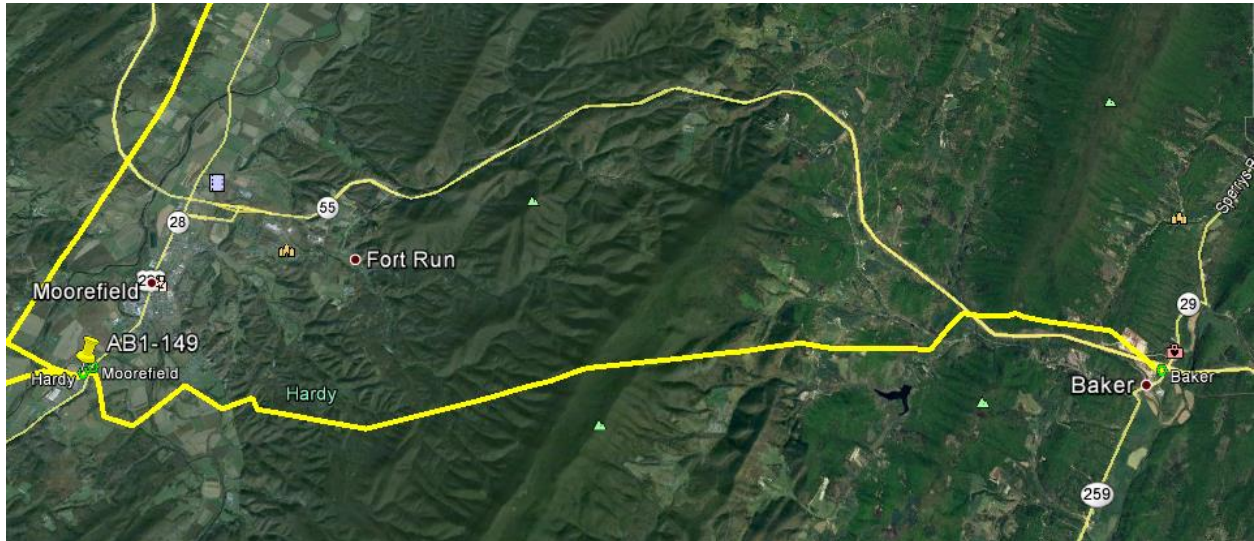 55
28
Fort Run
Moorefield
AB1-149
Hardy
Moorefield
Hardy
29
Baker
Baker
259